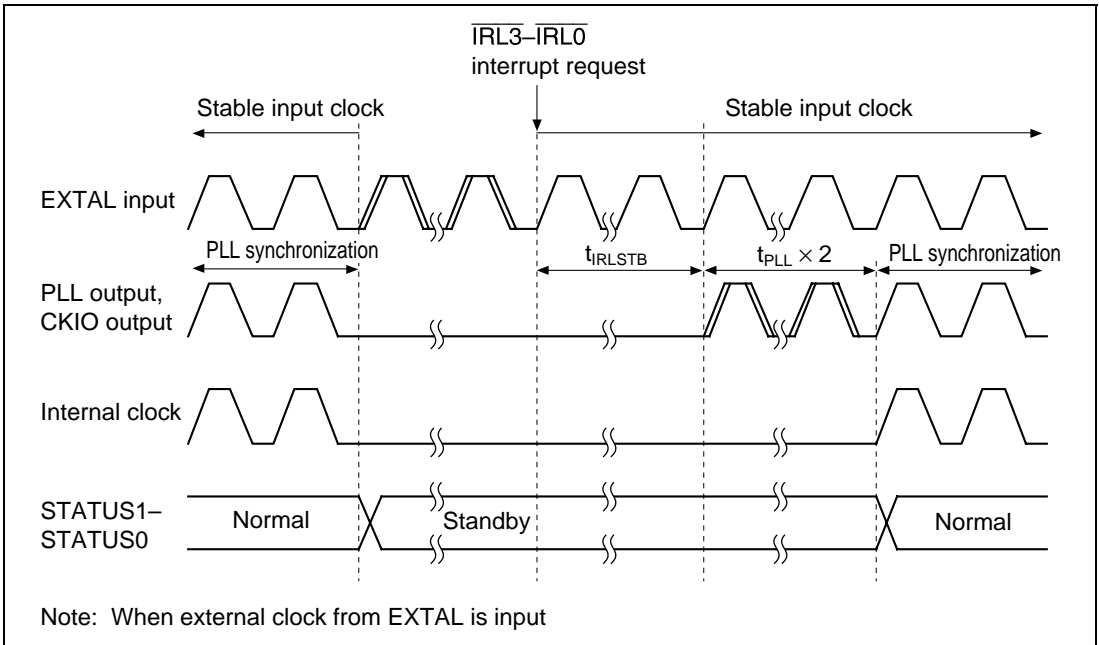 IRL3–IRL0
interrupt request
Stable input clock
Stable input clock
EXTAL input
PLL synchronization
tIRLSTB
tPLL × 2
PLL synchronization
PLL output,
CKIO output
Internal clock
STATUS1–
STATUS0
Normal
Standby
Normal
Note: When external clock from EXTAL is input